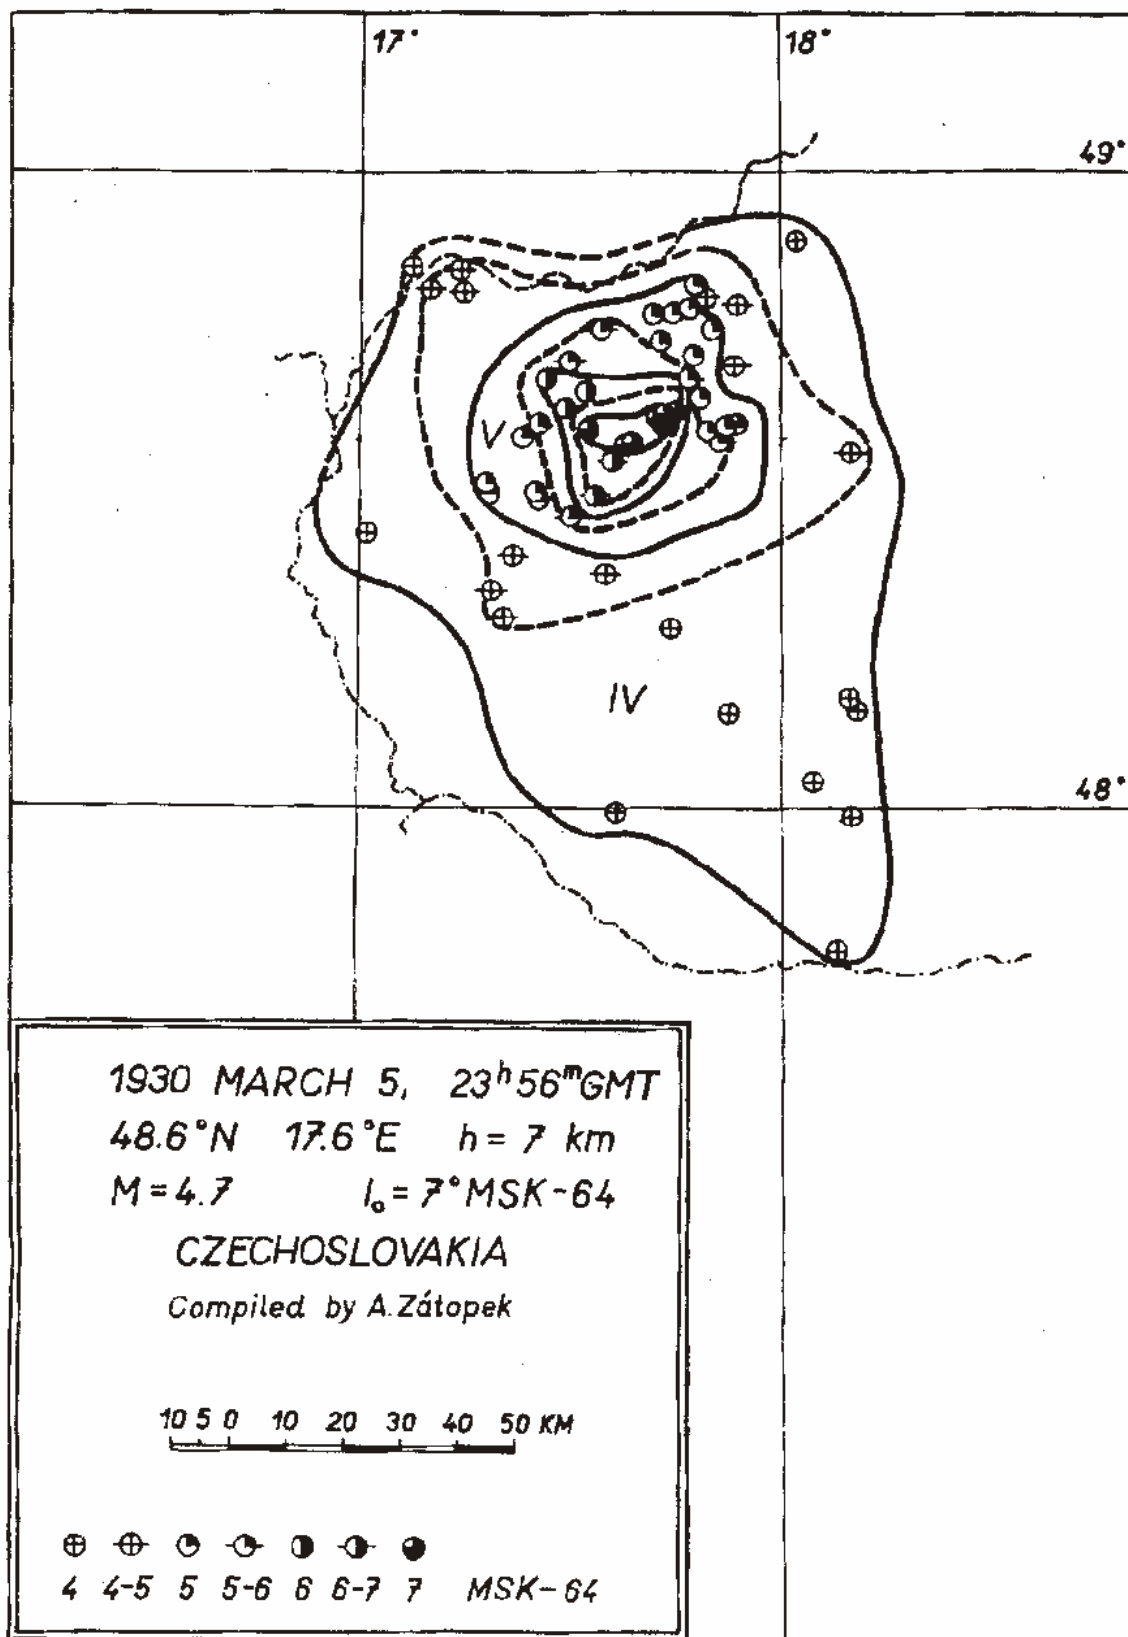 17°
18°
49°
V
IV
48°
1930 MARCH 5, 23ʰ56ᵐGMT
48.6°N 17.6°E h = 7 km
M = 4.7 Iₒ = 7° MSK-64
CZECHOSLOVAKIA
Compiled by A. Zátopek
10 5 0 10 20 30 40 50 KM
4 4-5 5 5-6 6 6-7 7 MSK-64